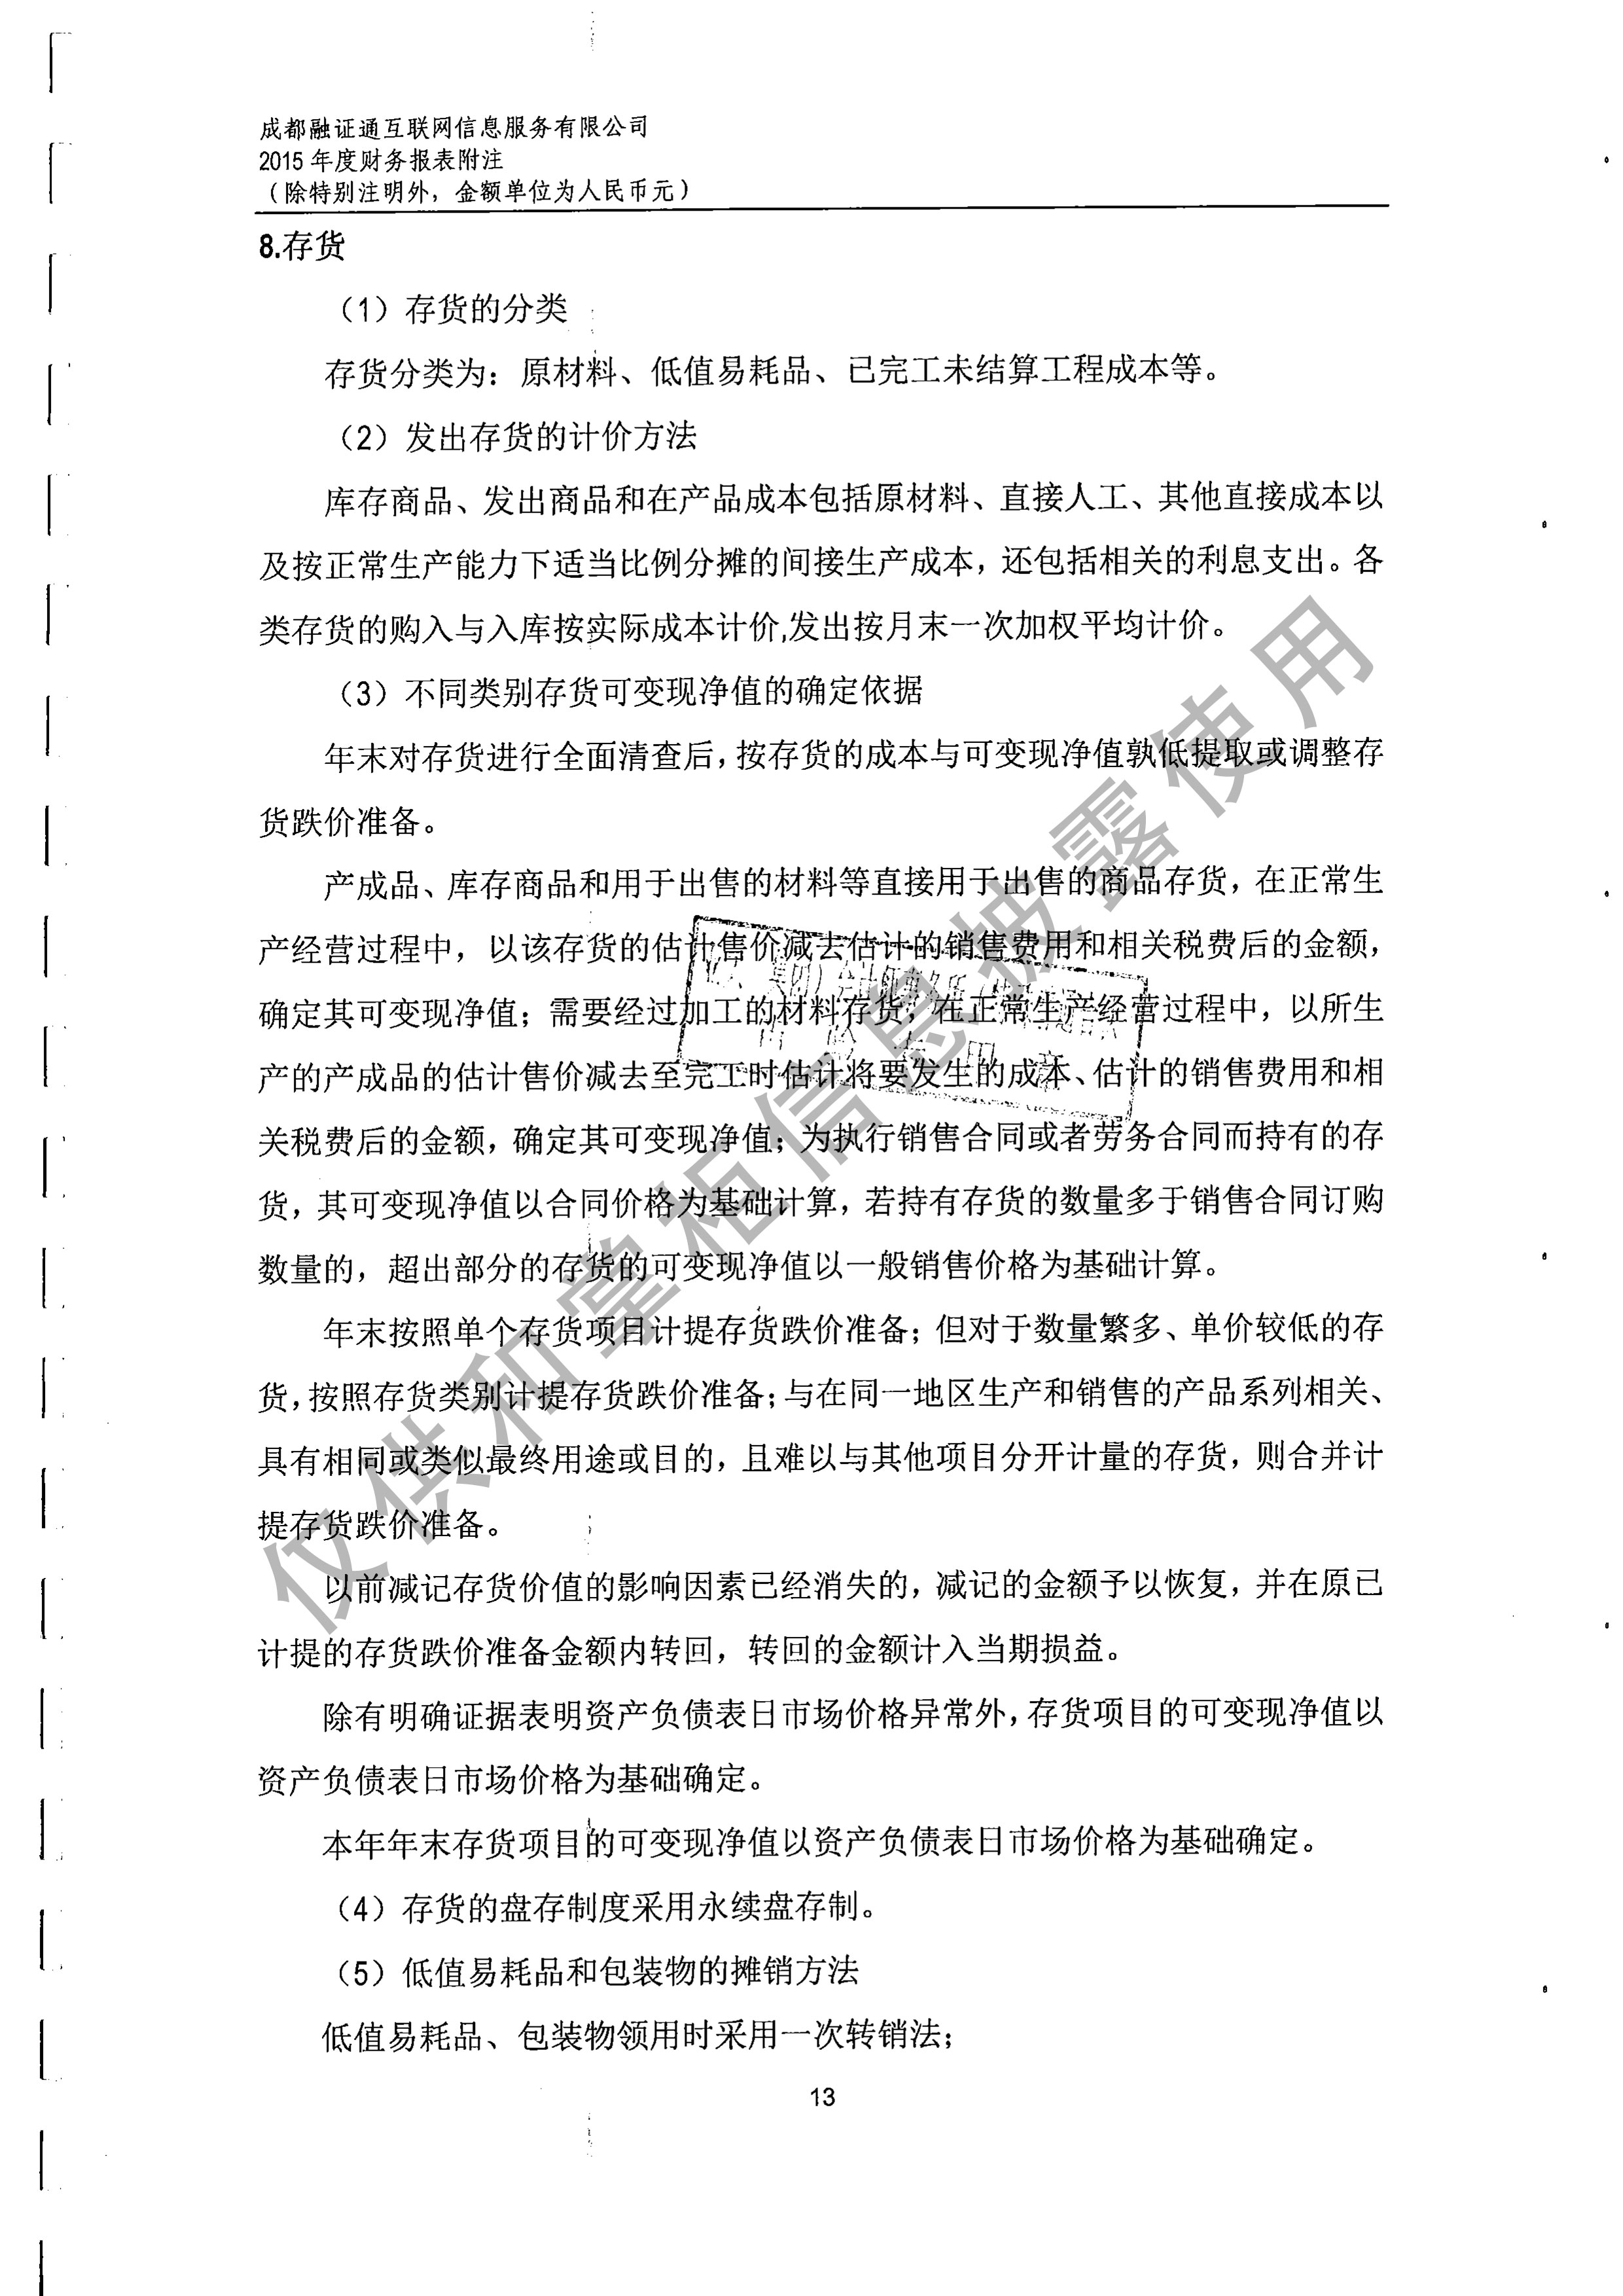 成都融证通互联网信息服务有限公司
2015 年度财务报表附注
（除特别注明外，金额单位为人民币元）
8.存货
（1）存货的分类
存货分类为：原材料、低值易耗品、已完工未结算工程成本等。
（2）发出存货的计价方法
库存商品、发出商品和在产品成本包括原材料、直接人工、其他直接成本以
及按正常生产能力下适当比例分摊的间接生产成本，还包括相关的利息支出。各
类存货的购入与入库按实际成本计价,发出按月末一次加权平均计价。
（3）不同类别存货可变现净值的确定依据
年末对存货进行全面清查后，按存货的成本与可变现净值孰低提取或调整存
货跌价准备。
产成品、库存商品和用于出售的材料等直接用于出售的商品存货，在正常生
产经营过程中，以该存货的估计售价减去估计的销售费用和相关税费后的金额，
确定其可变现净值；需要经过加工的材料存货，在正常生产经营过程中，以所生
产的产成品的估计售价减去至完工时估计将要发生的成本、估计的销售费用和相
关税费后的金额，确定其可变现净值；为执行销售合同或者劳务合同而持有的存
货，其可变现净值以合同价格为基础计算，若持有存货的数量多于销售合同订购
数量的，超出部分的存货的可变现净值以一般销售价格为基础计算。
年末按照单个存货项目计提存货跌价准备；但对于数量繁多、单价较低的存
货，按照存货类别计提存货跌价准备；与在同一地区生产和销售的产品系列相关、
具有相同或类似最终用途或目的，且难以与其他项目分开计量的存货，则合并计
提存货跌价准备。
以前减记存货价值的影响因素已经消失的，减记的金额予以恢复，并在原已
计提的存货跌价准备金额内转回，转回的金额计入当期损益。
除有明确证据表明资产负债表日市场价格异常外，存货项目的可变现净值以
资产负债表日市场价格为基础确定。
本年年末存货项目的可变现净值以资产负债表日市场价格为基础确定。
（4）存货的盘存制度采用永续盘存制。
（5）低值易耗品和包装物的摊销方法
低值易耗品、包装物领用时采用一次转销法；
13
仅供和掌柜信息披露使用